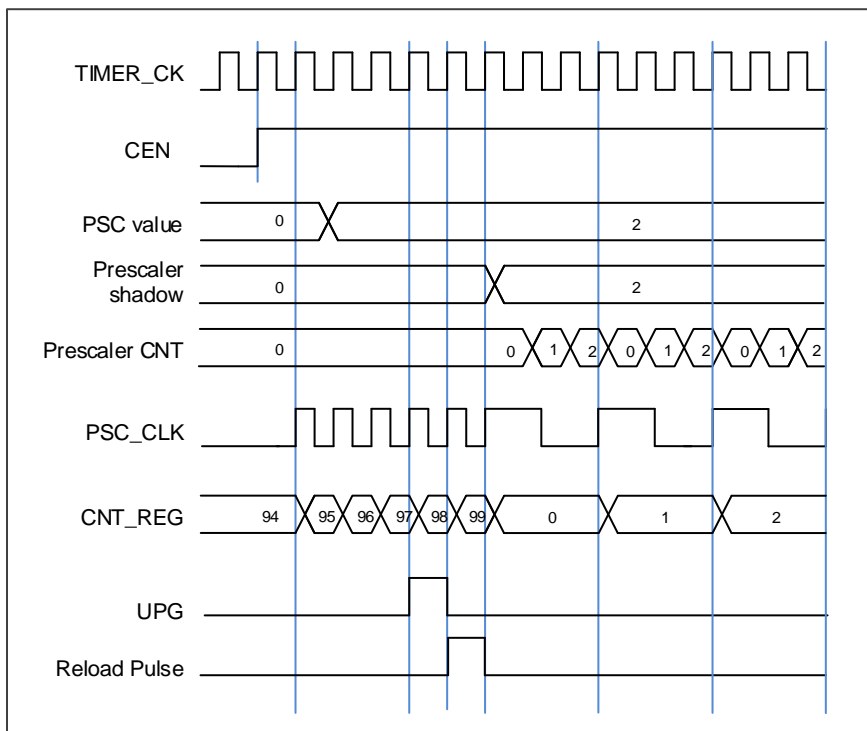 TIMER_CK
CEN
PSC value 0 2
Prescaler
shadow 0 2
Prescaler CNT 0 0 1 2 0 1 2 0 1 2
PSC_CLK
CNT_REG 94 95 96 97 98 99 0 1 2
UPG
Reload Pulse